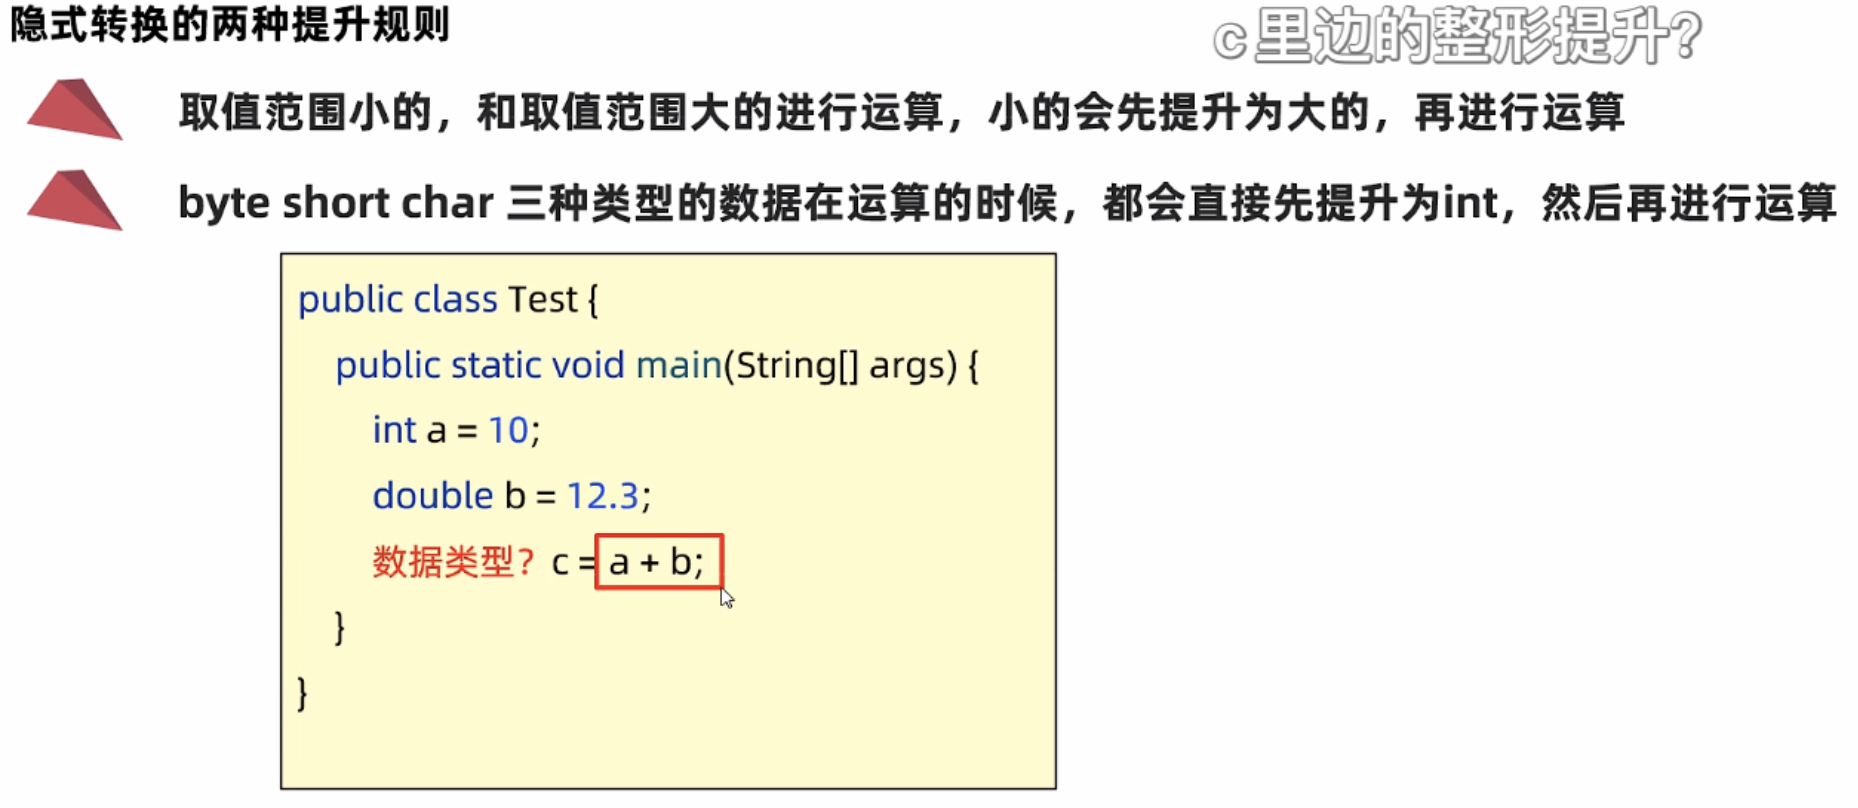 隐式转换的两种提升规则
c里边的整形提升?
取值范围小的，和取值范围大的进行运算，小的会先提升为大的，再进行运算
byte short char 三种类型的数据在运算的时候，都会直接先提升为int，然后再进行运算
public class Test {
public static void main(String[] args) {
int a = 10;
double b = 12.3;
数据类型？ c = a + b;
}
}